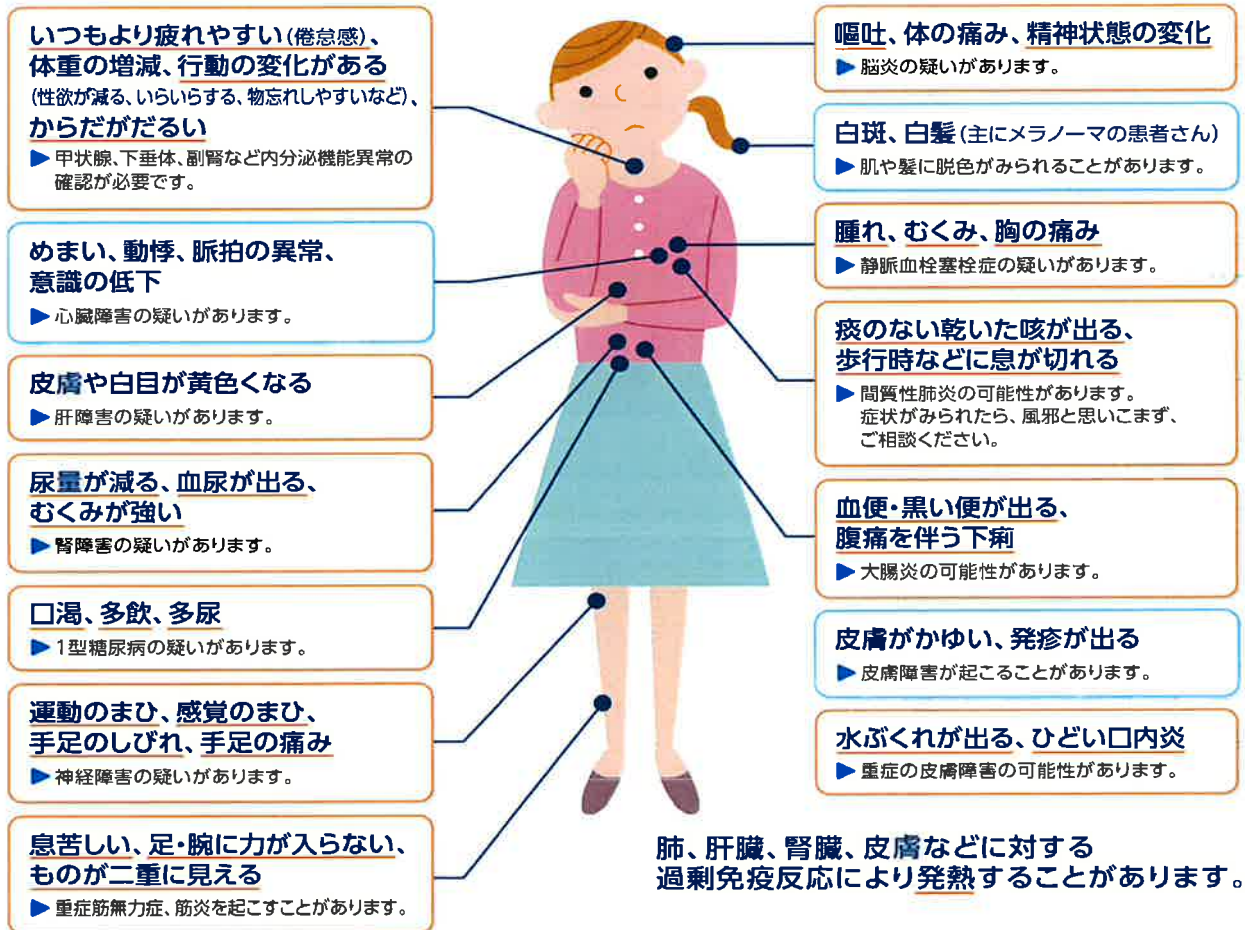 いつもより疲れやすい(倦怠感)、
体重の増減、行動の変化がある
(性欲が減る、いらいらする、物忘れしやすいなど)、
からだがだるい
▶甲状腺、下垂体、副腎など内分泌機能異常の
確認が必要です。
めまい、動悸、脈拍の異常、
意識の低下
▶心臓障害の疑いがあります。
皮膚や白目が黄色くなる
▶肝障害の疑いがあります。
尿量が減る、血尿が出る、
むくみが強い
▶腎障害の疑いがあります。
口渇、多飲、多尿
▶1型糖尿病の疑いがあります。
運動のまひ、感覚のまひ、
手足のしびれ、手足の痛み
▶神経障害の疑いがあります。
息苦しい、足・腕に力が入らない、
ものが二重に見える
▶重症筋無力症、筋炎を起こすことがあります。
嘔吐、体の痛み、精神状態の変化
▶脳炎の疑いがあります。
白斑、白髪(主にメラノーマの患者さん)
▶肌や髪に脱色がみられることがあります。
腫れ、むくみ、胸の痛み
▶静脈血栓塞栓症の疑いがあります。
痰のない乾いた咳が出る、
歩行時などに息が切れる
▶間質性肺炎の可能性があります。
症状がみられたら、風邪と思いこまず、
ご相談ください。
血便・黒い便が出る、
腹痛を伴う下痢
▶大腸炎の可能性があります。
皮膚がかゆい、発疹が出る
▶皮膚障害が起こることがあります。
水ぶくれが出る、ひどい口内炎
▶重症の皮膚障害の可能性があります。
肺、肝臓、腎臓、皮膚などに対する
過剰免疫反応により発熱することがあります。